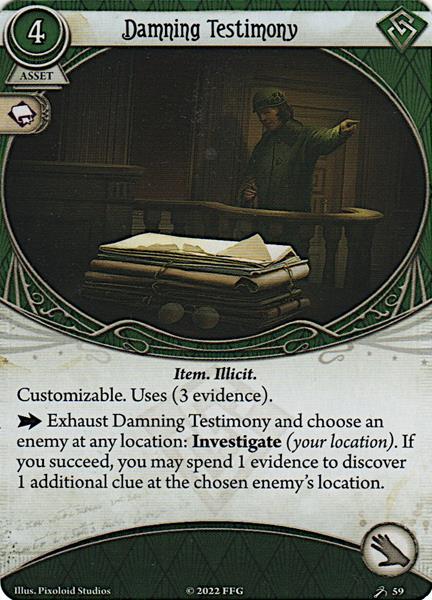 4
Damning Testimony
ASSET
Item. Illicit.
Customizable. Uses (3 evidence).
Exhaust Damning Testimony and choose an
enemy at any location: Investigate (your location). If
you succeed, you may spend 1 evidence to discover
1 additional clue at the chosen enemy's location.
Illus. Pixoloid Studios
© 2022 FFG
59